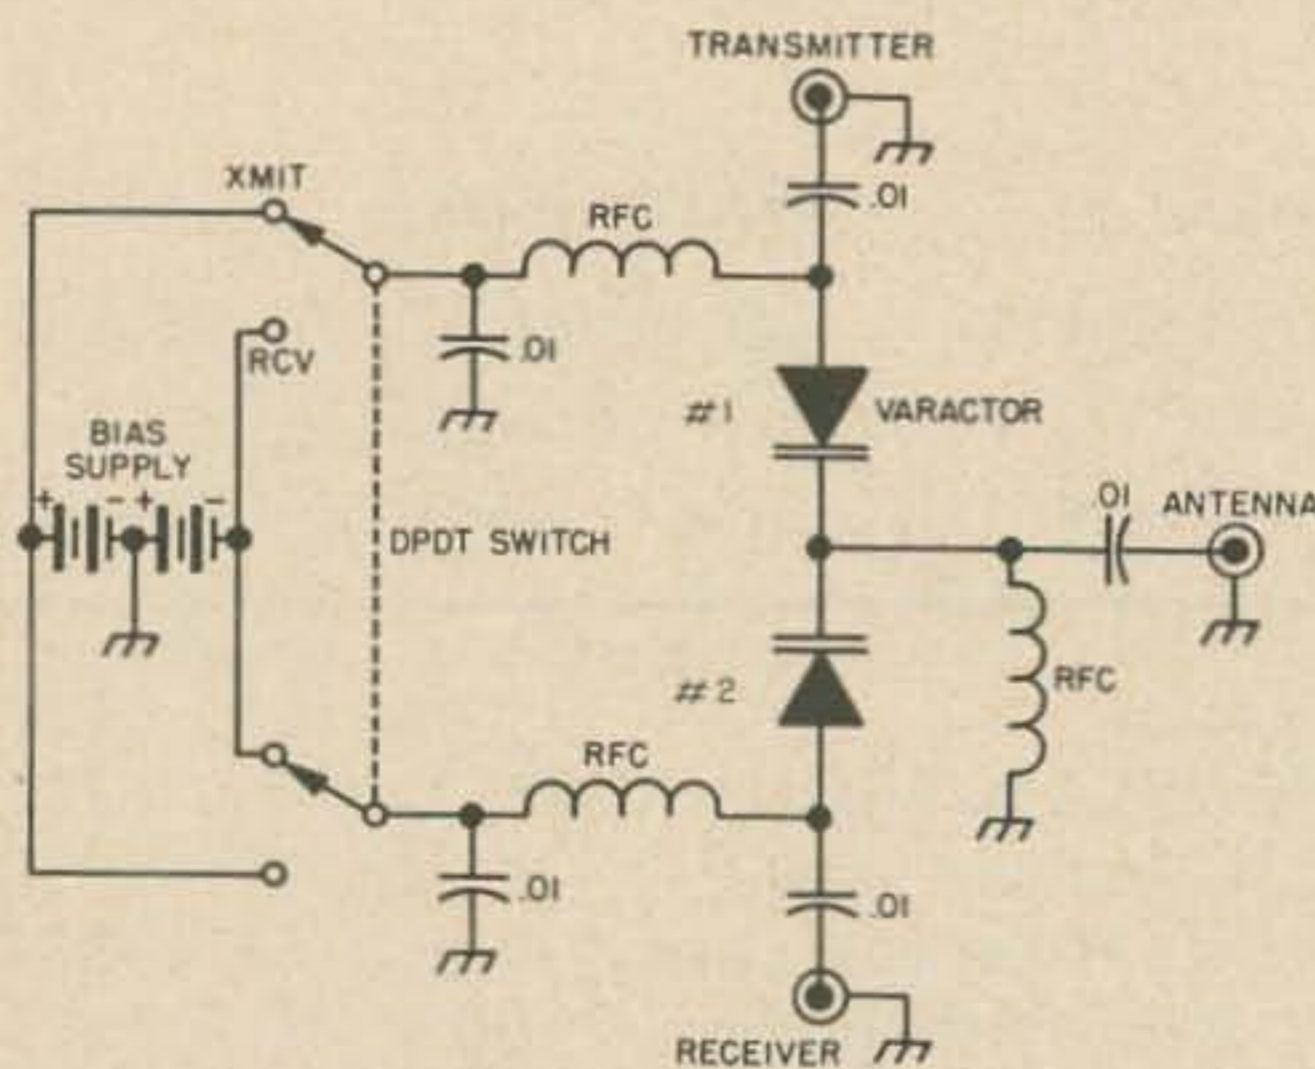 TRANSMITTER
.01
XMIT
RFC
RCV
.01
#1
VARACTOR
BIAS
SUPPLY
+ - + -
DPDT SWITCH
.01
ANTENNA
#2
RFC
RFC
.01
.01
RECEIVER